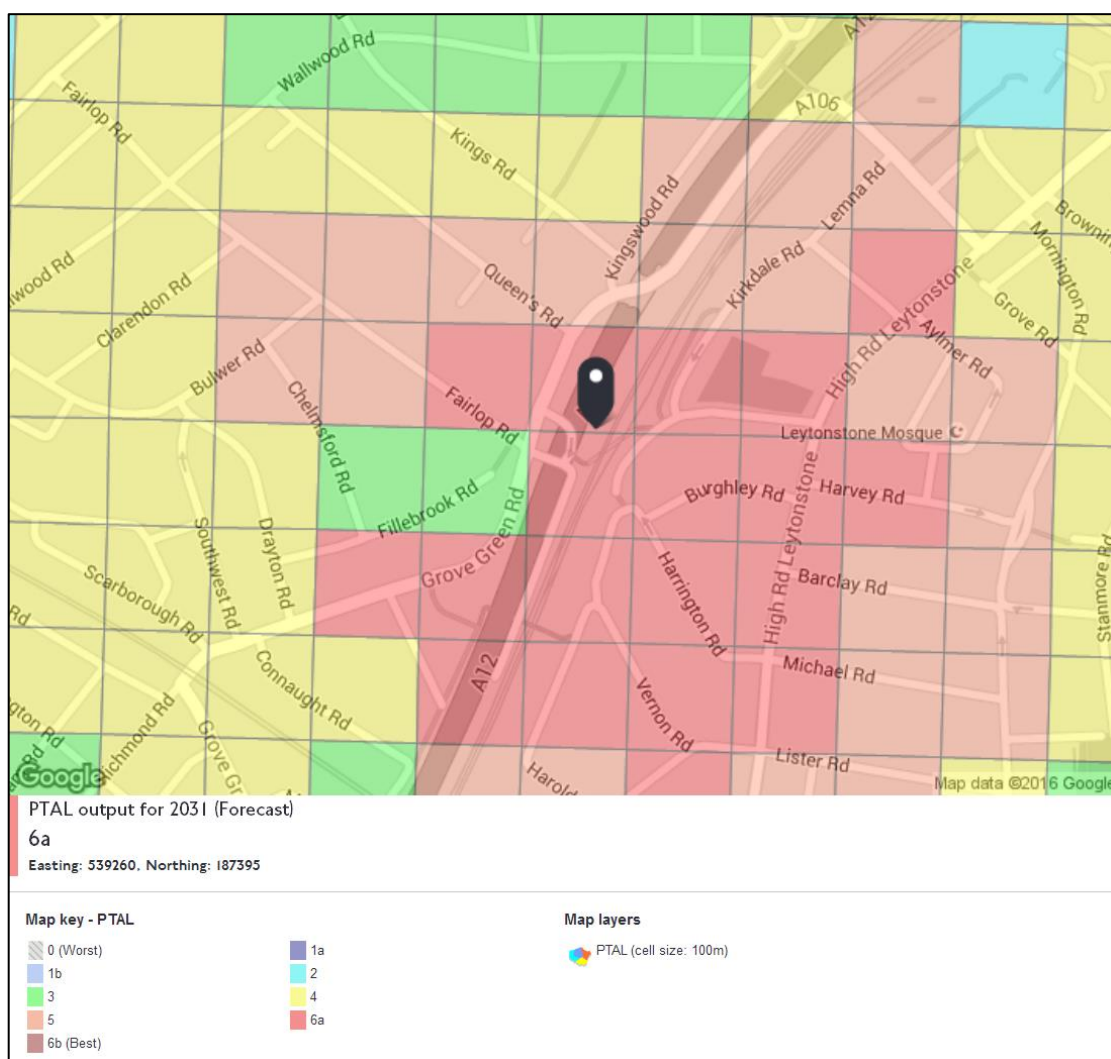 A12
Wallwood Rd
A106
Fairlop Rd
Kings Rd
Kingswood Rd
Lemna Rd
Mornington Rd
Clarendon Rd
Queen's Rd
Kirkdale Rd
Grove Rd
High Rd Leytonstone
Aylmer Rd
Bulwer Rd
Chelmsford Rd
Fairlop Rd
Leytonstone Mosque
Burghley Rd
Harvey Rd
Fillebrook Rd
Grove Green Rd
Southwest Rd
Drayton Rd
Scarborough Rd
Harrington Rd
High Rd Leytonstone
Barclay Rd
Stanmore Rd
Connaught Rd
A12
Michael Rd
Vernon Rd
Richmond Rd
Grove Gr
Lister Rd
Harold
Google
Map data ©2016 Google
PTAL output for 2031 (Forecast)
6a
Easting: 539260, Northing: 187395
Map key - PTAL
Map layers
0 (Worst)
1a
PTAL (cell size: 100m)
1b
2
3
4
5
6a
6b (Best)